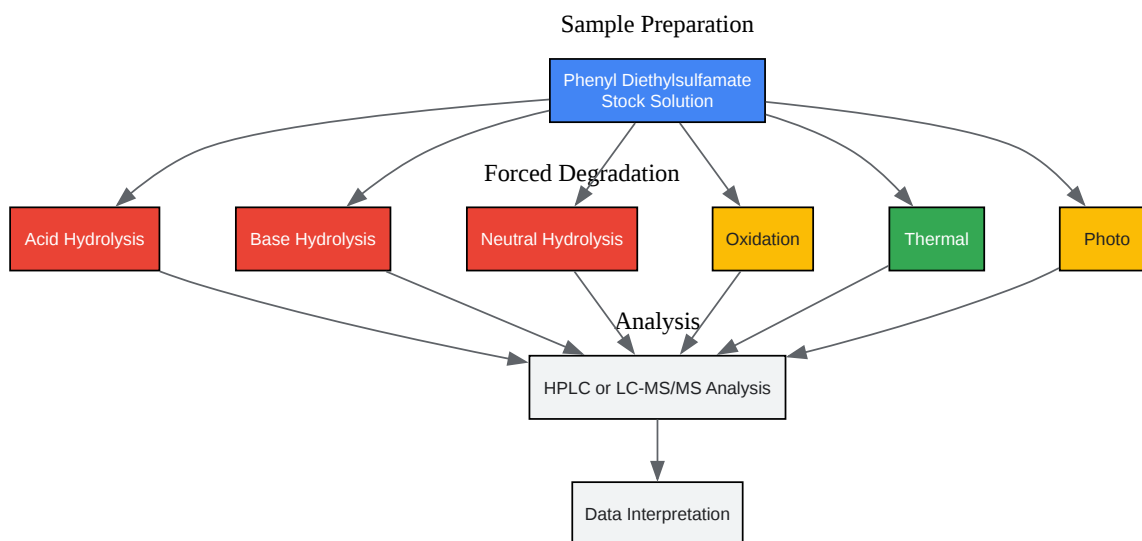 Sample Preparation
Phenyl Diethylsulfamate
Stock Solution
Forced Degradation
Acid Hydrolysis
Base Hydrolysis
Neutral Hydrolysis
Oxidation
Thermal
Photo
Analysis
HPLC or LC-MS/MS Analysis
Data Interpretation